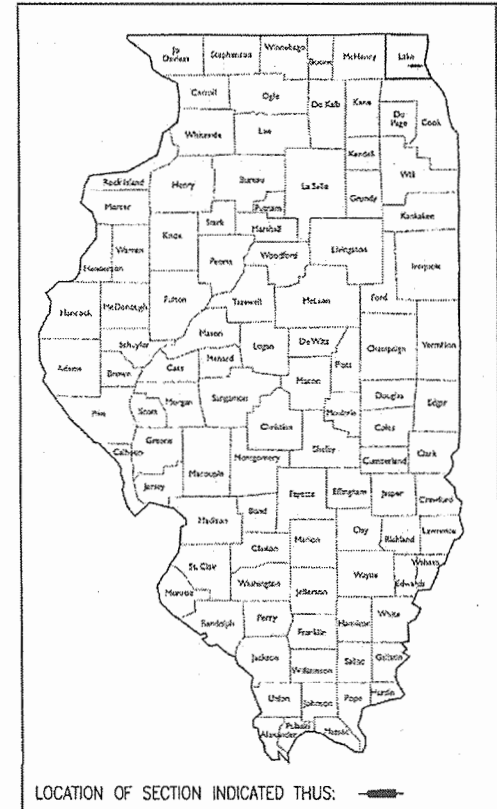 Jo Daviess Stephenson Winnebago Boone McHenry Lake
Carroll Ogle De Kalb Kane Cook
Du Page
Whiteside Lee
Kendall Will
Rock Island Henry Bureau La Salle Grundy
Putnam
Mercer Kankakee
Stark Marshall
Knox Livingston
Warren Peoria Woodford Iroquois
Henderson
Fulton Tazewell McLean Ford
Hancock McDonough
Mason
Schuyler Logan De Witt Champaign Vermilion
Adams Cass Menard Piatt
Brown Macon
Morgan Sangamon Douglas Edgar
Pike Scott Moultrie
Christian Coles
Greene Shelby
Calhoun Macoupin Montgomery Cumberland Clark
Jersey Fayette Effingham Jasper Crawford
Bond
Madison Marion Clay Richland Lawrence
Clinton
St. Clair Wayne Wabash
Washington Jefferson Edwards
Monroe
Randolph Perry Hamilton White
Franklin
Jackson Saline Gallatin
Williamson
Union Johnson Pope Hardin
Pulaski
Alexander Massac
LOCATION OF SECTION INDICATED THUS: